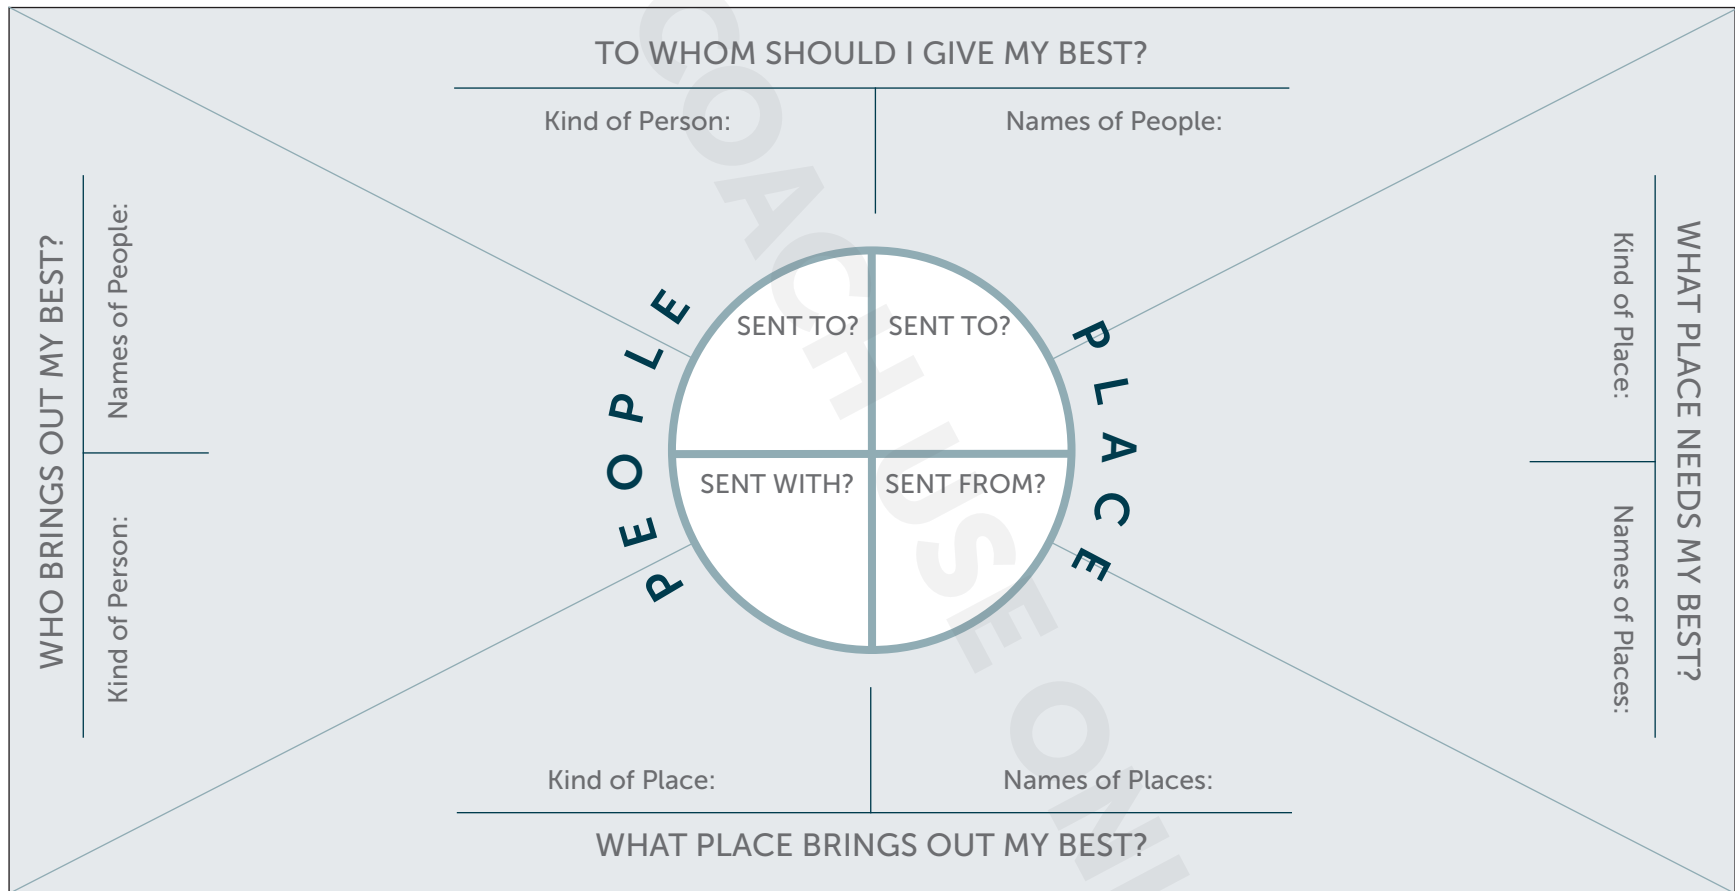 TO WHOM SHOULD I GIVE MY BEST?
Kind of Person:
Names of People:
WHO BRINGS OUT MY BEST?
Names of People:
Kind of Person:
PEOPLE
SENT TO?
SENT TO?
SENT WITH?
SENT FROM?
PLACE
WHAT PLACE NEEDS MY BEST?
Kind of Place:
Names of Places:
Kind of Place:
Names of Places:
WHAT PLACE BRINGS OUT MY BEST?
COACH USE